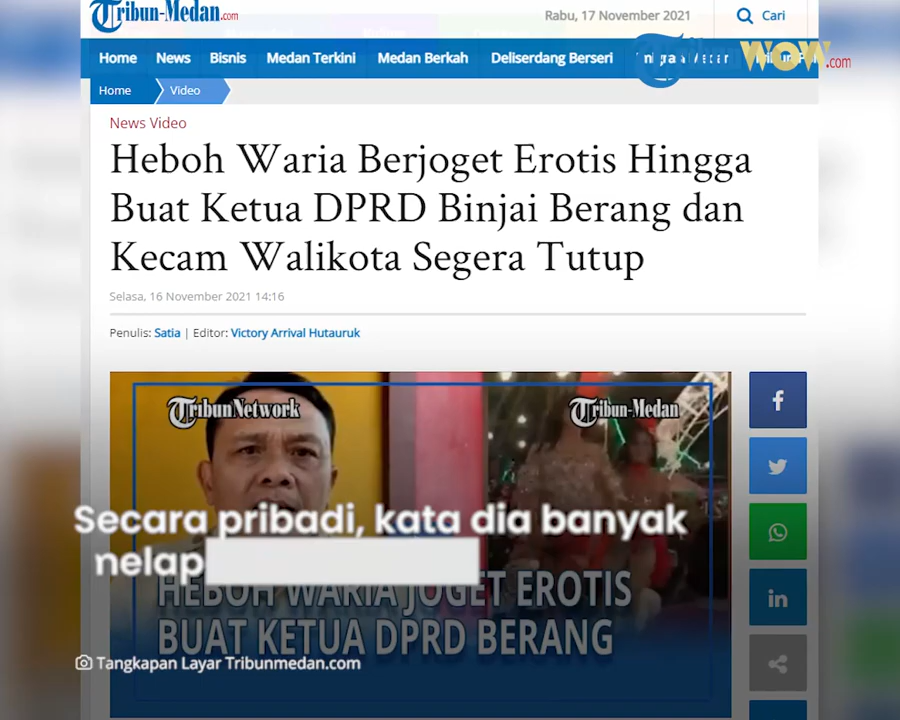 Tribun-Medan.com
Rabu, 17 November 2021
Cari
Home News Bisnis Medan Terkini Medan Berkah Deliserdang Berseri
WOW.com
Home Video
News Video
Heboh Waria Berjoget Erotis Hingga
Buat Ketua DPRD Binjai Berang dan
Kecam Walikota Segera Tutup
Selasa, 16 November 2021 14:16
Penulis: Satia | Editor: Victory Arrival Hutauruk
TribunNetwork
Tribun-Medan
Secara pribadi, kata dia banyak
nelap
HEBOH WARIA JOGET EROTIS
BUAT KETUA DPRD BERANG
Tangkapan Layar Tribunmedan.com